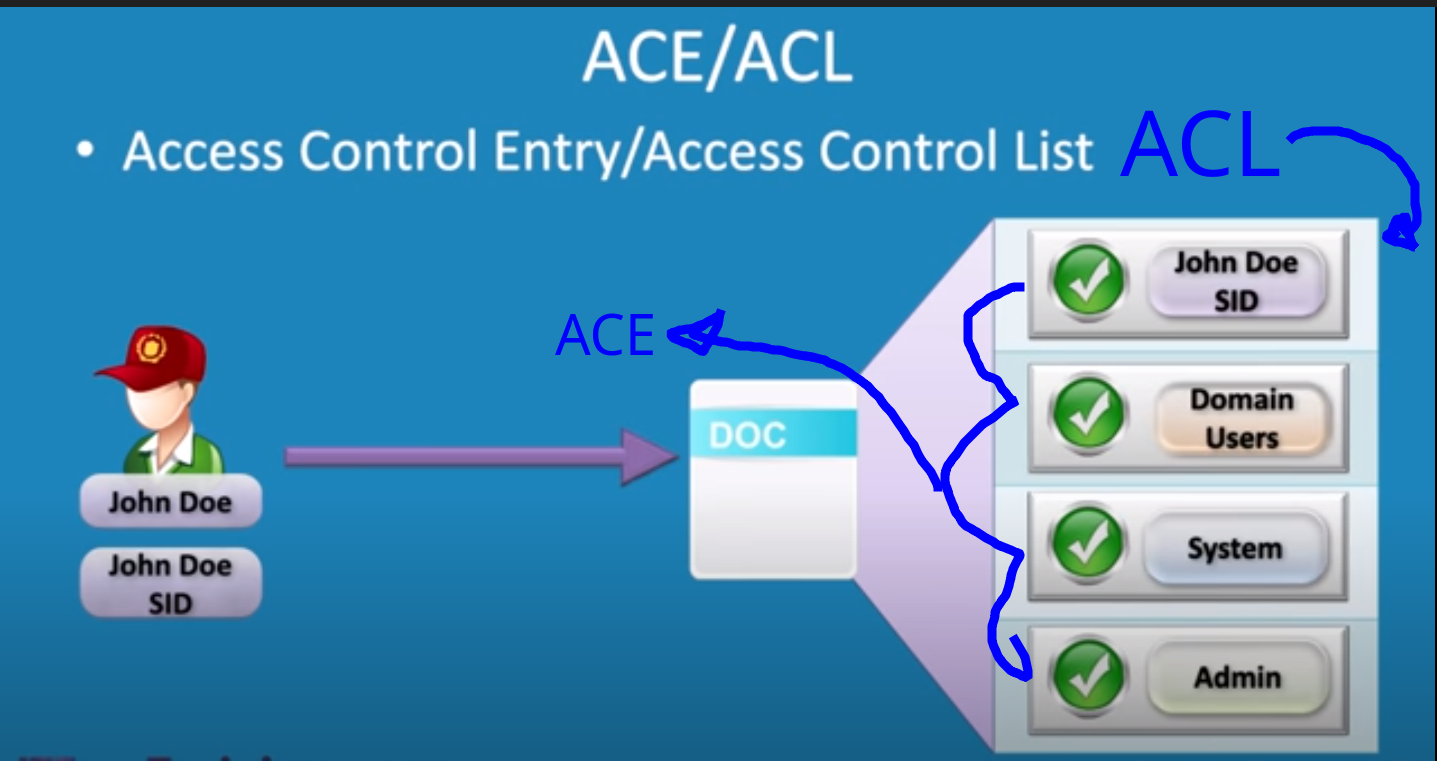 ACE/ACL
• Access Control Entry/Access Control List
ACL
John Doe
SID
ACE
Domain
Users
DOC
John Doe
System
John Doe
SID
Admin